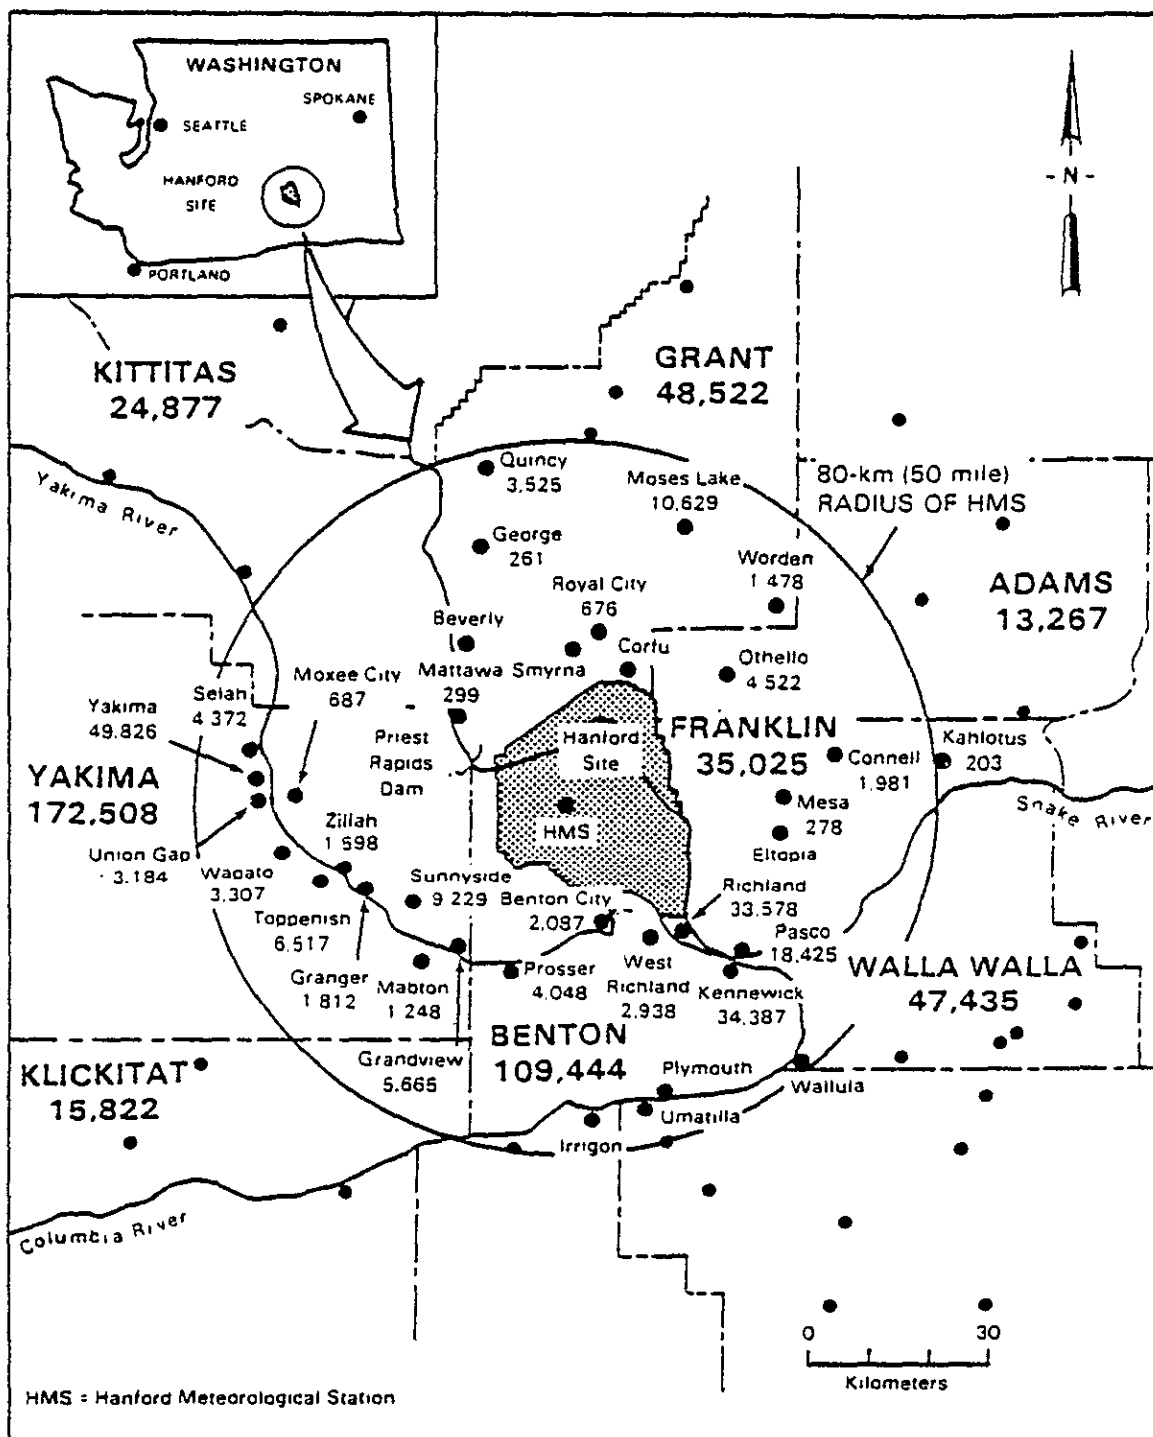 WASHINGTON
SPOKANE
SEATTLE
HANFORD
SITE
PORTLAND
- N -
KITTITAS
24,877
GRANT
48,522
Yakima River
Quincy
3,525
Moses Lake
10,629
80-km (50 mile)
RADIUS OF HMS
George
261
Worden
1 478
Royal City
676
ADAMS
13,267
Beverly
Corfu
Mattawa
299
Smyrna
Othello
4 522
Moxee City
687
Selah
4 372
Yakima
49.826
Priest
Rapids
Dam
Hanford
Site
FRANKLIN
35,025
Connell
1,981
Kahlotus
203
YAKIMA
172,508
Mesa
278
Snake River
HMS
Eltopia
Zillah
1 598
Union Gap
3.184
Wapato
3,307
Sunnyside
9 229
Benton City
2,087
Richland
33.578
Toppenish
6.517
Pasco
18,425
Granger
1 812
Mabton
1 248
Prosser
4.048
West
Richland
2,938
Kennewick
34,387
WALLA WALLA
47,435
BENTON
109,444
Grandview
5.665
Plymouth
Wallula
KLICKITAT
15,822
Umatilla
Irrigon
Columbia River
0 30
Kilometers
HMS = Hanford Meteorological Station